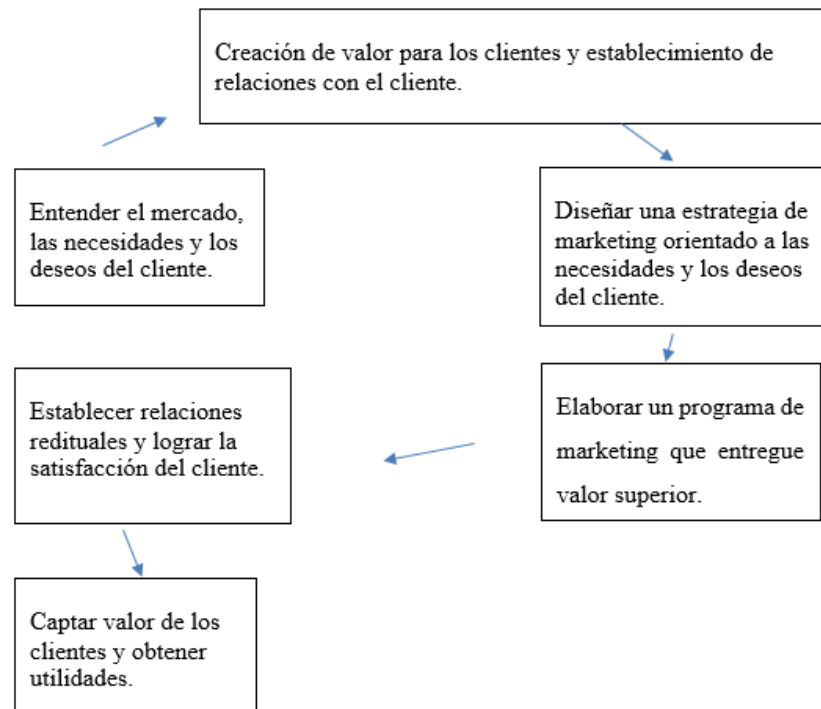 Creación de valor para los clientes y establecimiento de
relaciones con el cliente.
Entender el mercado,
las necesidades y los
deseos del cliente.
Diseñar una estrategia de
marketing orientado a las
necesidades y los deseos
del cliente.
Elaborar un programa de
marketing que entregue
valor superior.
Establecer relaciones
redituales y lograr la
satisfacción del cliente.
Captar valor de los
clientes y obtener
utilidades.